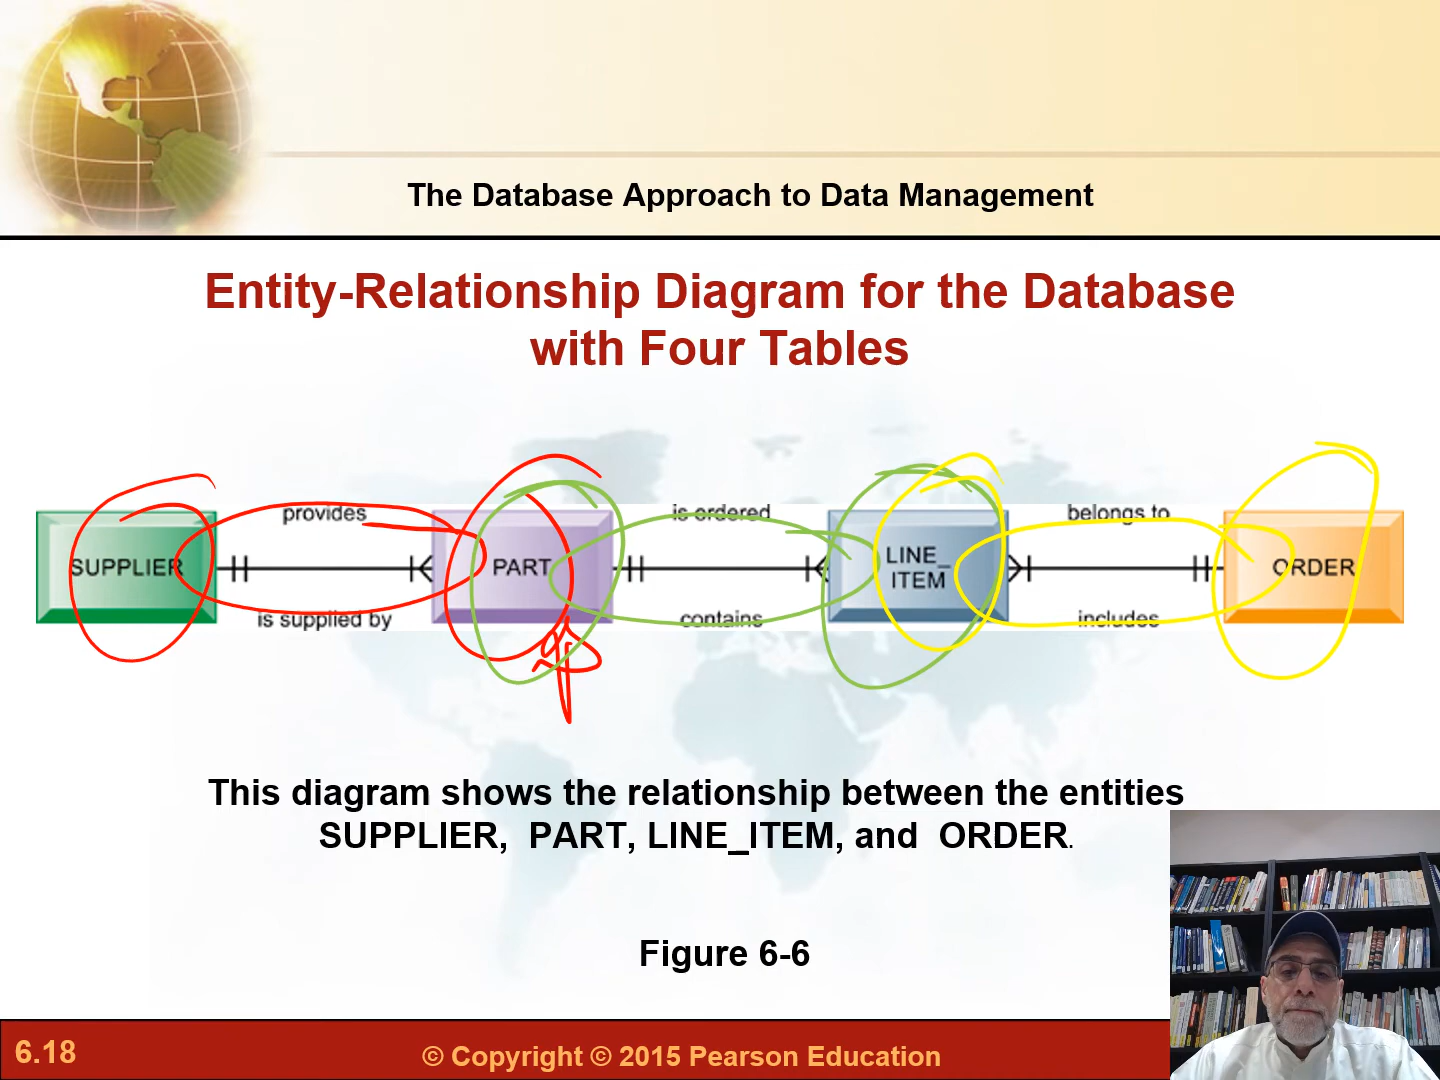 The Database Approach to Data Management
Entity-Relationship Diagram for the Database
with Four Tables
provides
is ordered
belongs to
SUPPLIER
PART
LINE_
ITEM
ORDER
is supplied by
contains
includes
This diagram shows the relationship between the entities
SUPPLIER, PART, LINE_ITEM, and ORDER.
Figure 6-6
6.18
© Copyright © 2015 Pearson Education